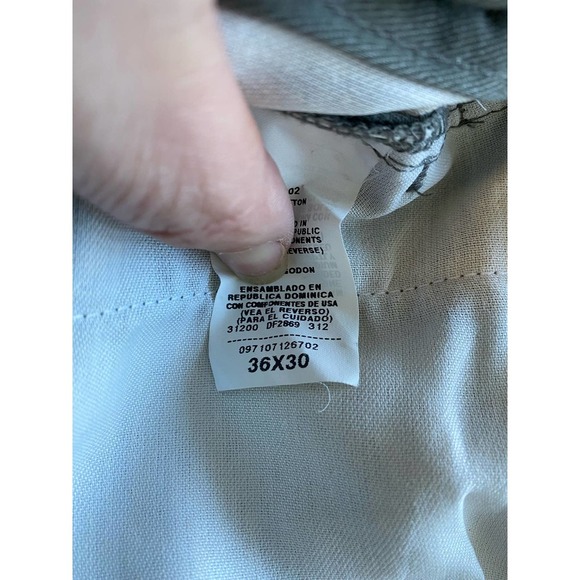 02
TTON
D IN
PUBLIC
ONENTS
REVERSE)
GODON
ENSAMBLADO EN
REPUBLICA DOMINICA
CON COMPONENTES DE USA
(VEA EL REVERSO)
(PARA EL CUIDADO)
31200 DF2869 312
097107126702
36X30